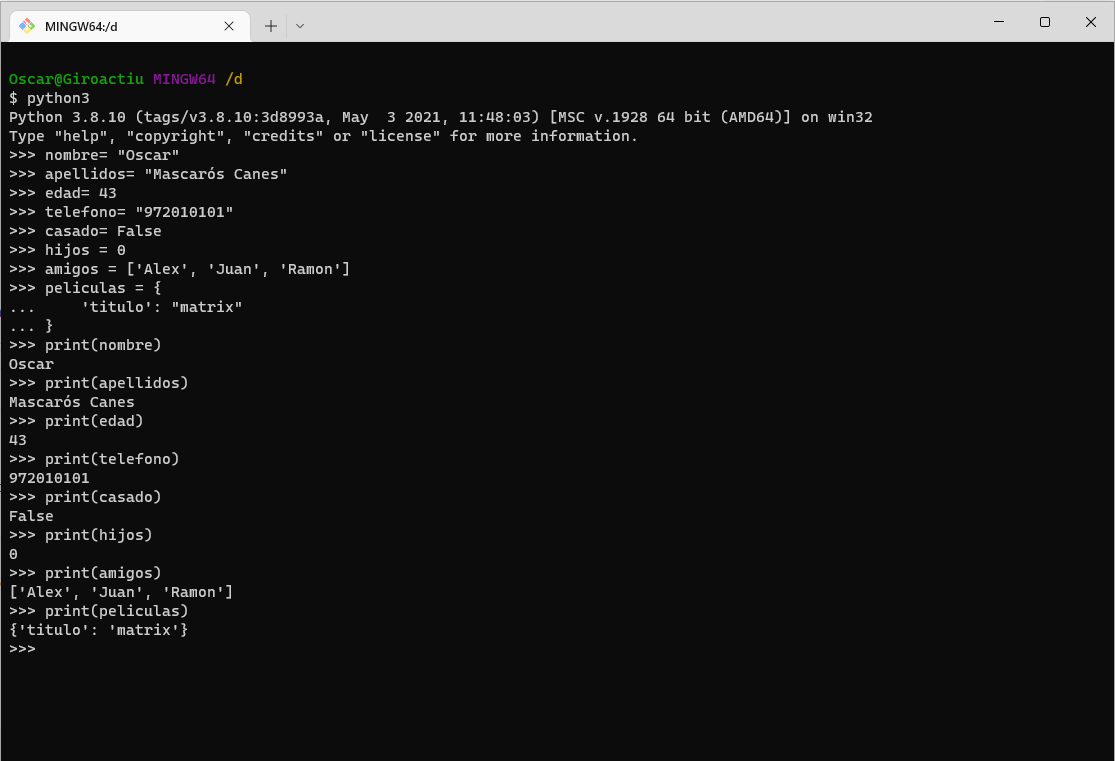 MINGW64:/d
Oscar@Giroactiu MINGW64 /d
$ python3
Python 3.8.10 (tags/v3.8.10:3d8993a, May  3 2021, 11:48:03) [MSC v.1928 64 bit (AMD64)] on win32
Type "help", "copyright", "credits" or "license" for more information.
>>> nombre= "Oscar"
>>> apellidos= "Mascarós Canes"
>>> edad= 43
>>> telefono= "972010101"
>>> casado= False
>>> hijos = 0
>>> amigos = ['Alex', 'Juan', 'Ramon']
>>> peliculas = {
...     'titulo': "matrix"
... }
>>> print(nombre)
Oscar
>>> print(apellidos)
Mascarós Canes
>>> print(edad)
43
>>> print(telefono)
972010101
>>> print(casado)
False
>>> print(hijos)
0
>>> print(amigos)
['Alex', 'Juan', 'Ramon']
>>> print(peliculas)
{'titulo': 'matrix'}
>>>